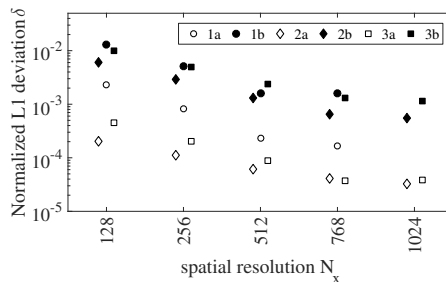 1a 1b 2a 2b 3a 3b
Normalized L1 deviation δ
10^-2
10^-3
10^-4
10^-5
128 256 512 768 1024
spatial resolution N_x